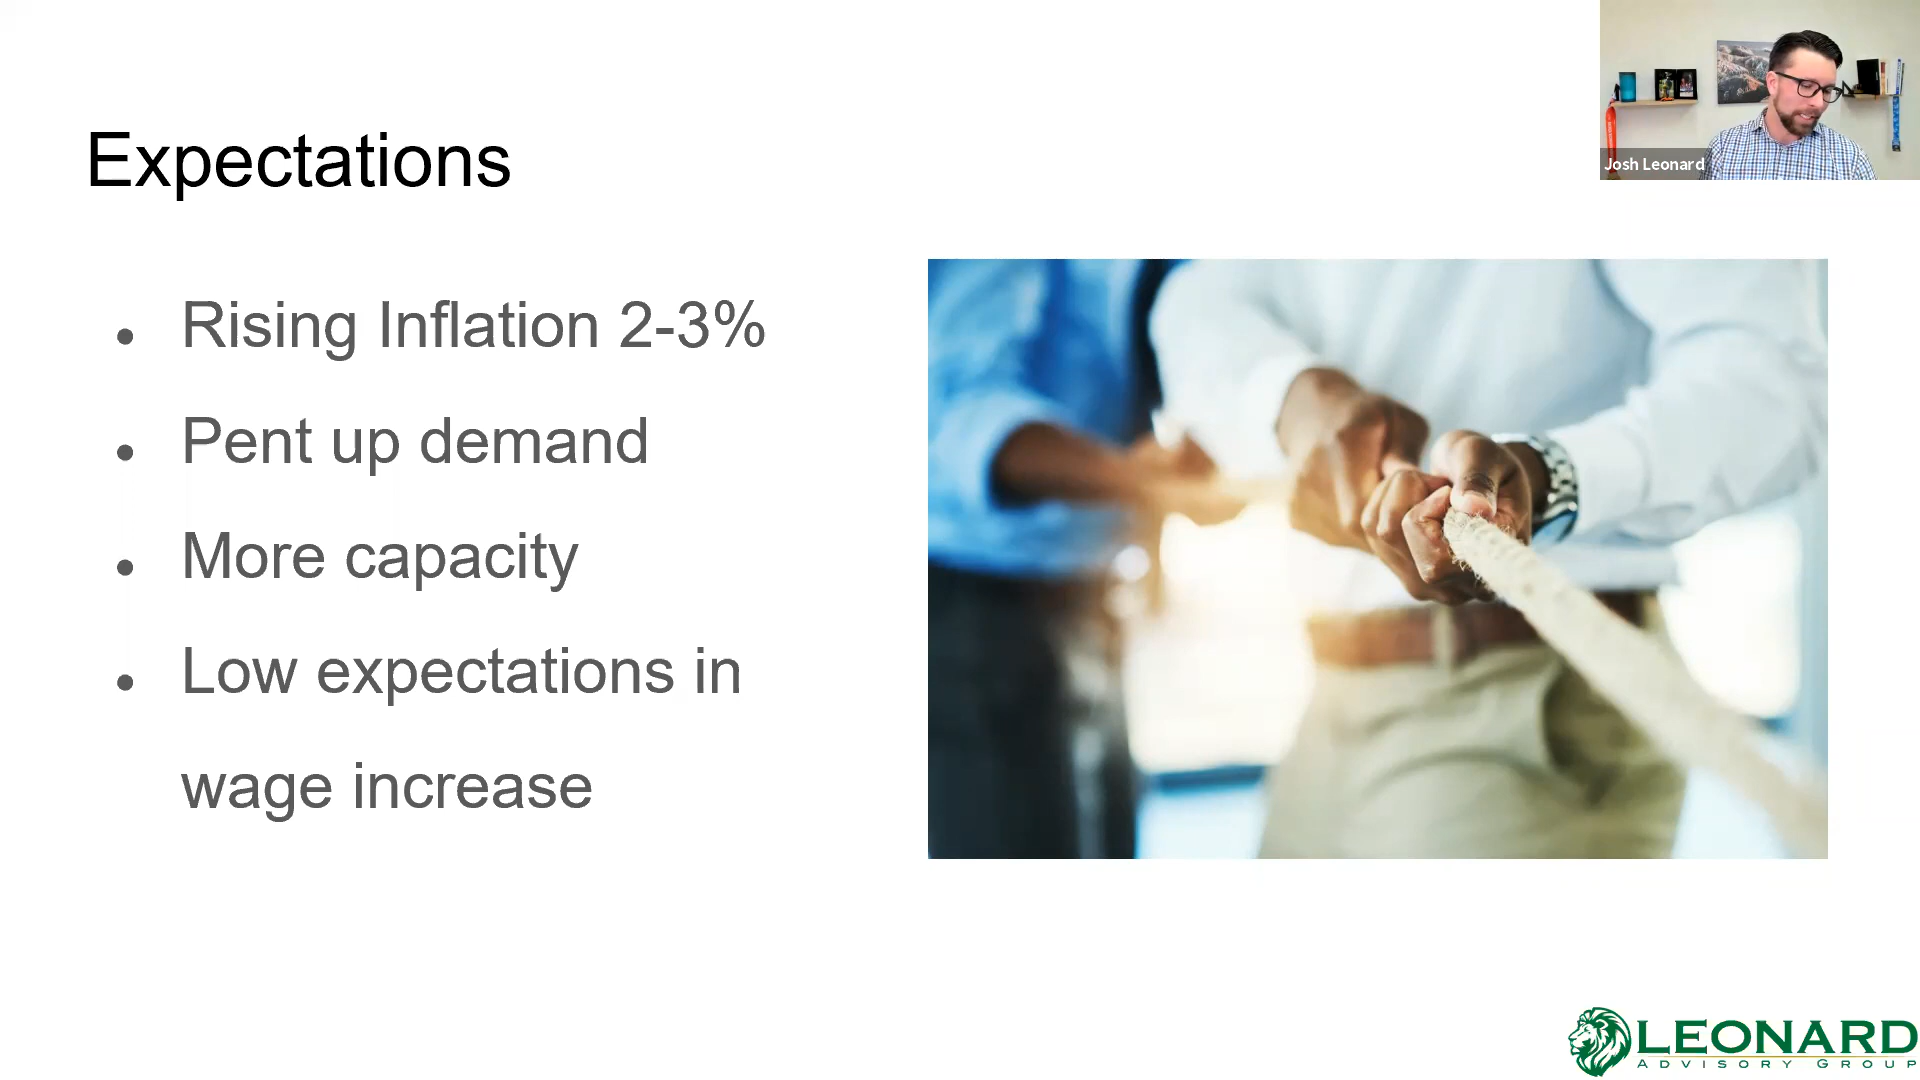 Josh Leonard
Expectations
Rising Inflation 2-3%
Pent up demand
More capacity
Low expectations in
wage increase
LEONARD
ADVISORY GROUP